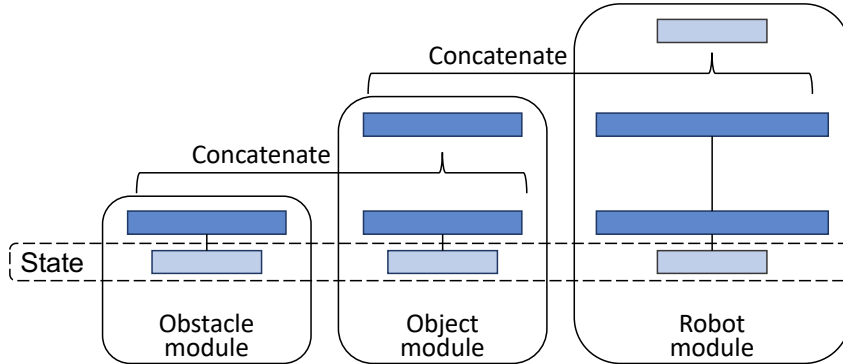 Concatenate
Concatenate
State
Obstacle
module
Object
module
Robot
module